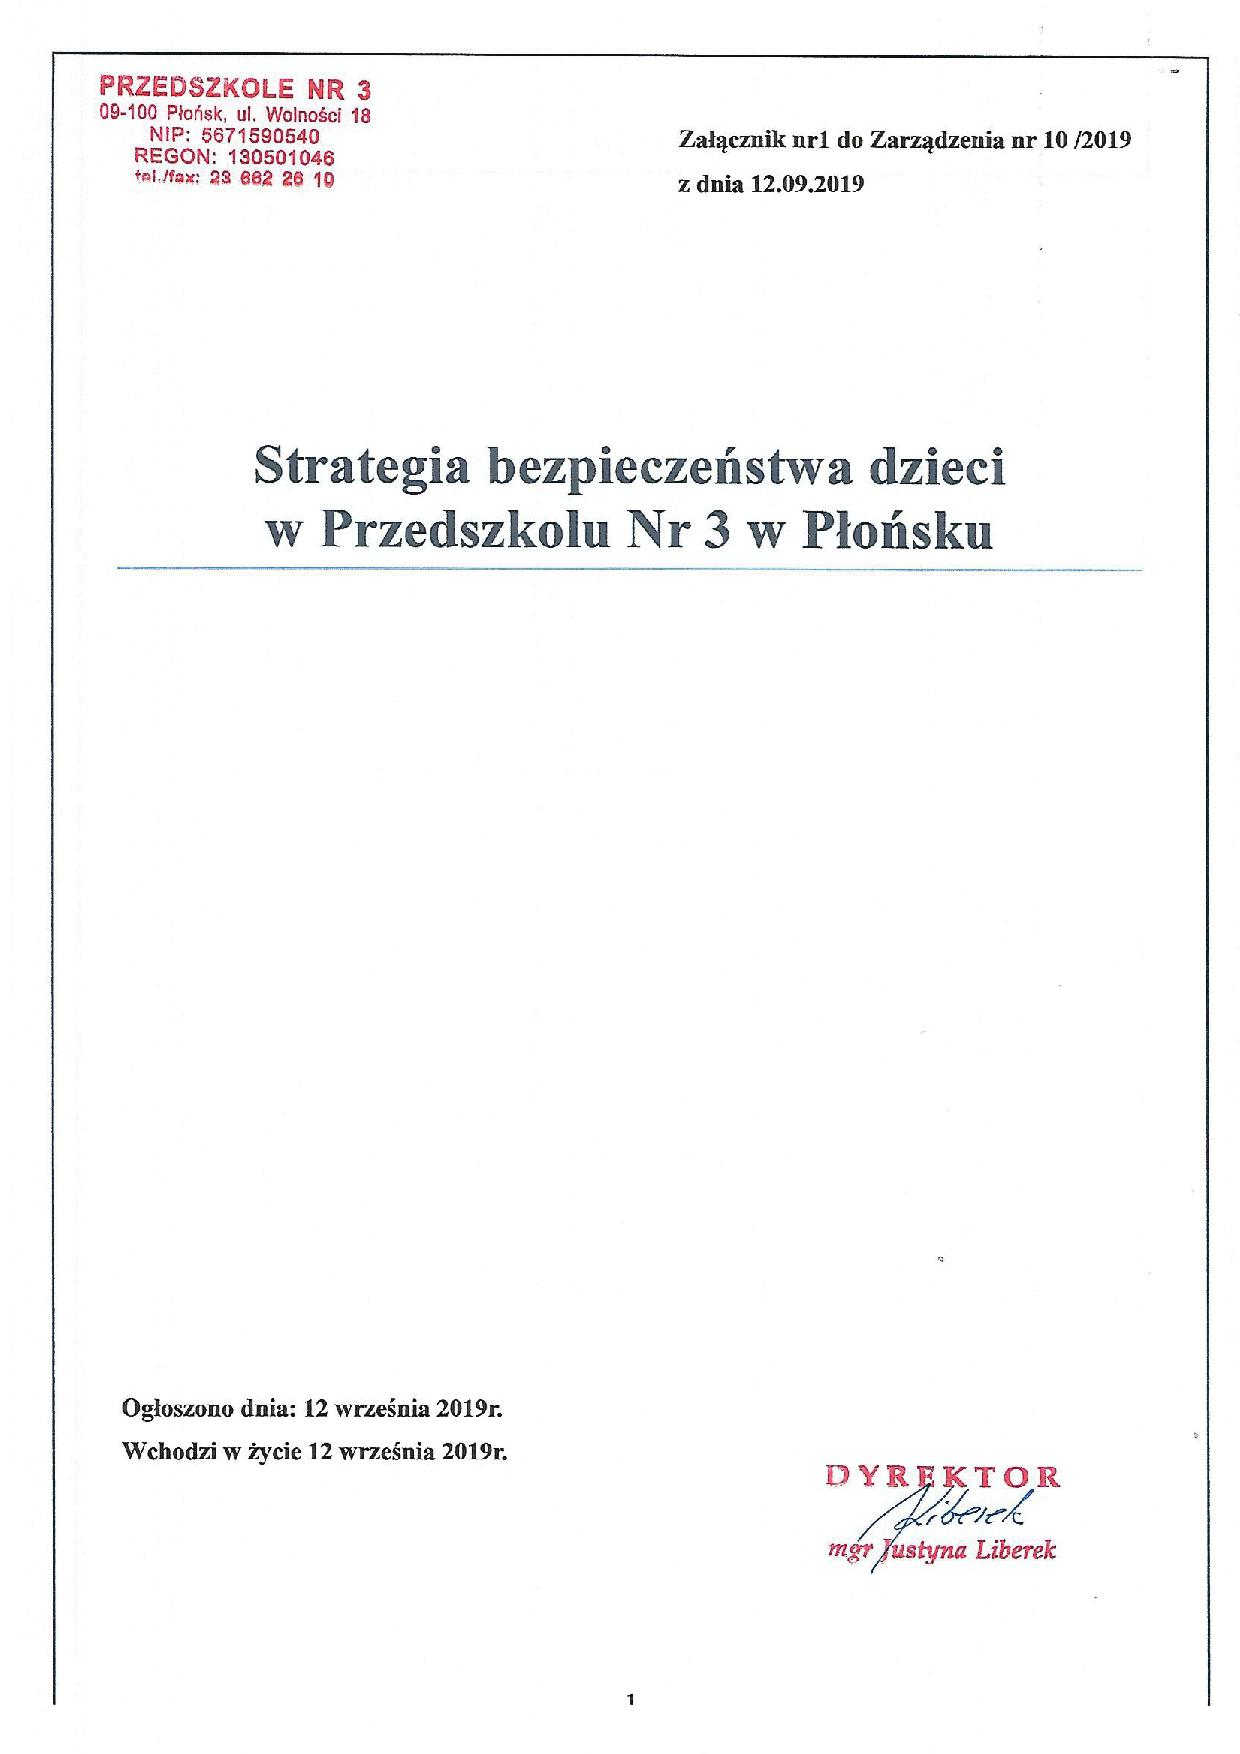 PRZEDSZKOLE NR 3
09-100 Płońsk, ul. Wolności 18
NIP: 5671590540
REGON: 130501046
tel./fax: 23 662 26 10
Załącznik nr1 do Zarządzenia nr 10 /2019
z dnia 12.09.2019
Strategia bezpieczeństwa dzieci
w Przedszkolu Nr 3 w Płońsku
Ogłoszono dnia: 12 września 2019r.
Wchodzi w życie 12 września 2019r.
DYREKTOR
Liberek
mgr Justyna Liberek
1